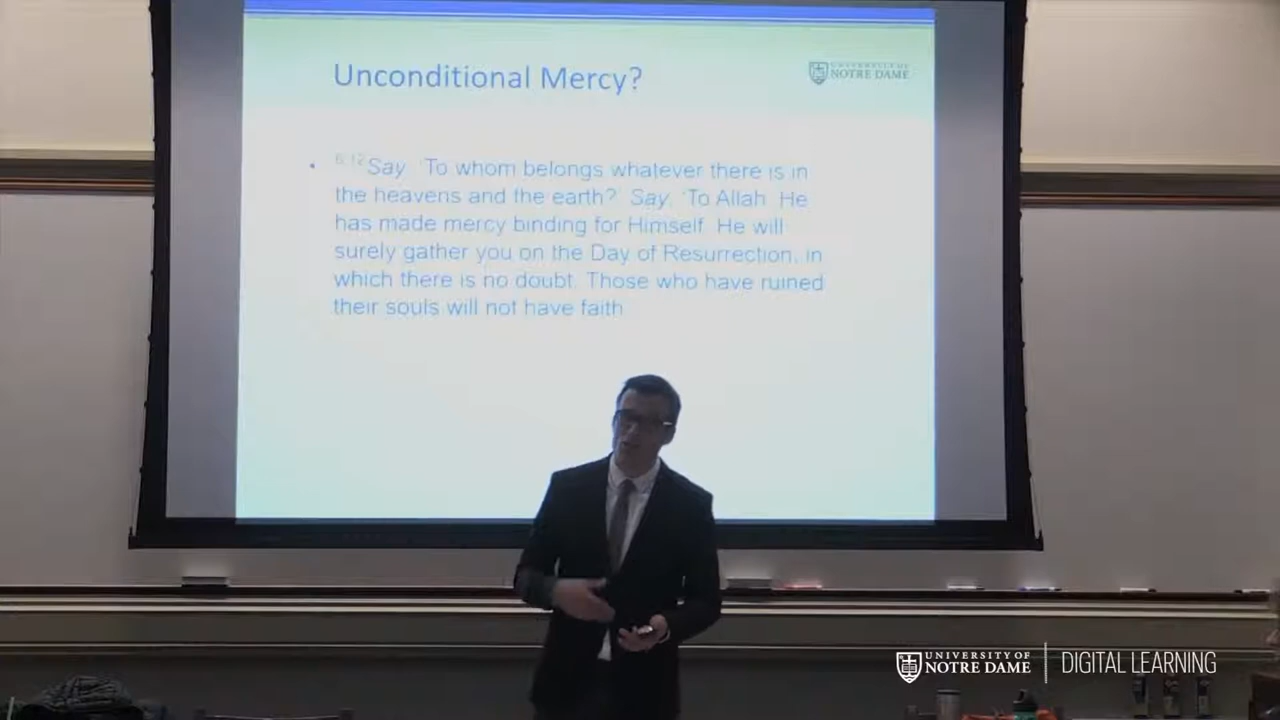 Unconditional Mercy?
UNIVERSITY OF
NOTRE DAME
• 6:12 Say 'To whom belongs whatever there is in
the heavens and the earth?' Say, 'To Allah. He
has made mercy binding for Himself. He will
surely gather you on the Day of Resurrection, in
which there is no doubt. Those who have ruined
their souls will not have faith
UNIVERSITY OF
NOTRE DAME
DIGITAL LEARNING